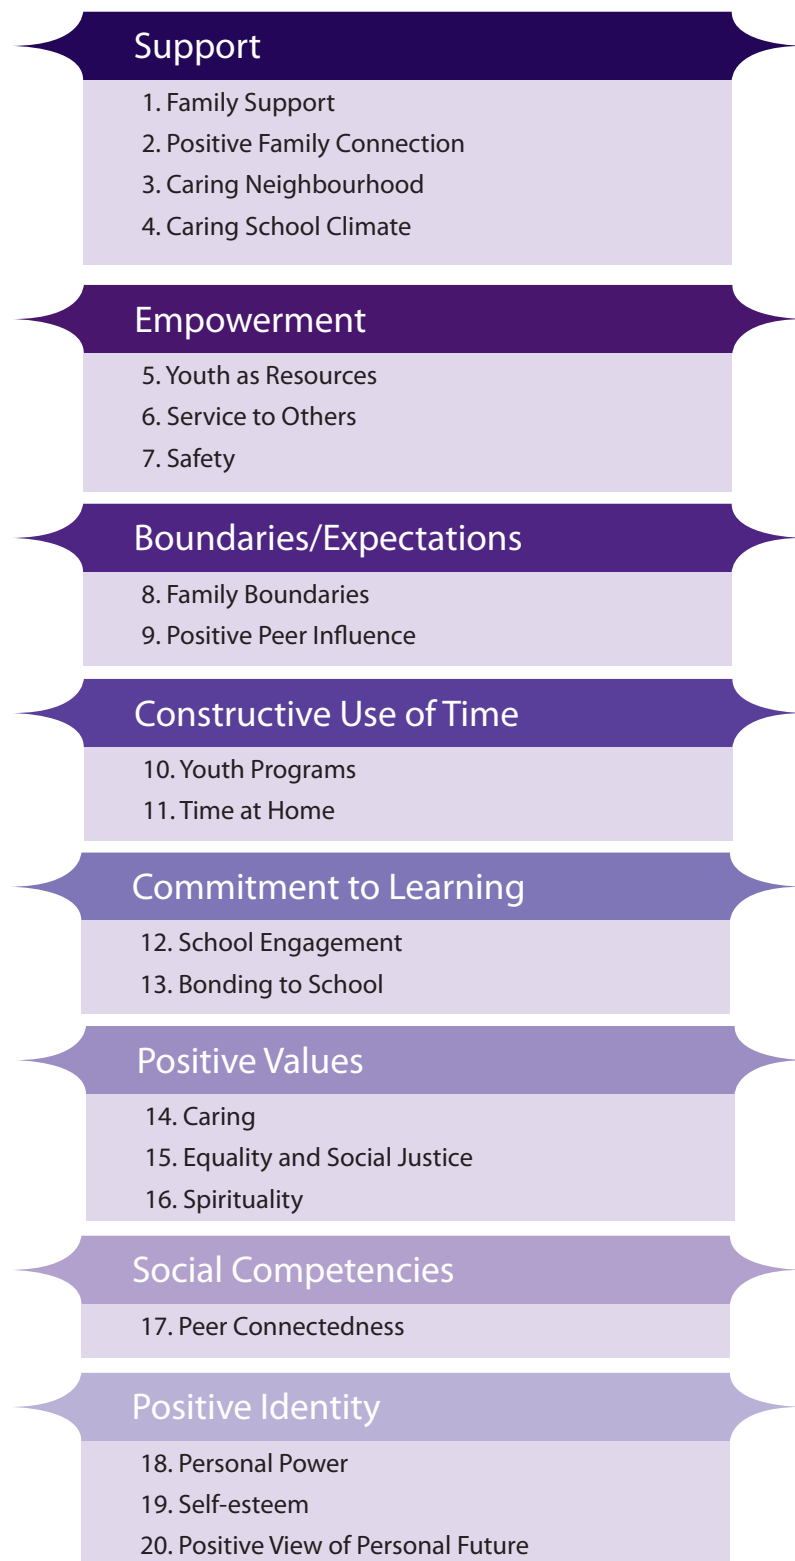 Support
1. Family Support
2. Positive Family Connection
3. Caring Neighbourhood
4. Caring School Climate
Empowerment
5. Youth as Resources
6. Service to Others
7. Safety
Boundaries/Expectations
8. Family Boundaries
9. Positive Peer Influence
Constructive Use of Time
10. Youth Programs
11. Time at Home
Commitment to Learning
12. School Engagement
13. Bonding to School
Positive Values
14. Caring
15. Equality and Social Justice
16. Spirituality
Social Competencies
17. Peer Connectedness
Positive Identity
18. Personal Power
19. Self-esteem
20. Positive View of Personal Future